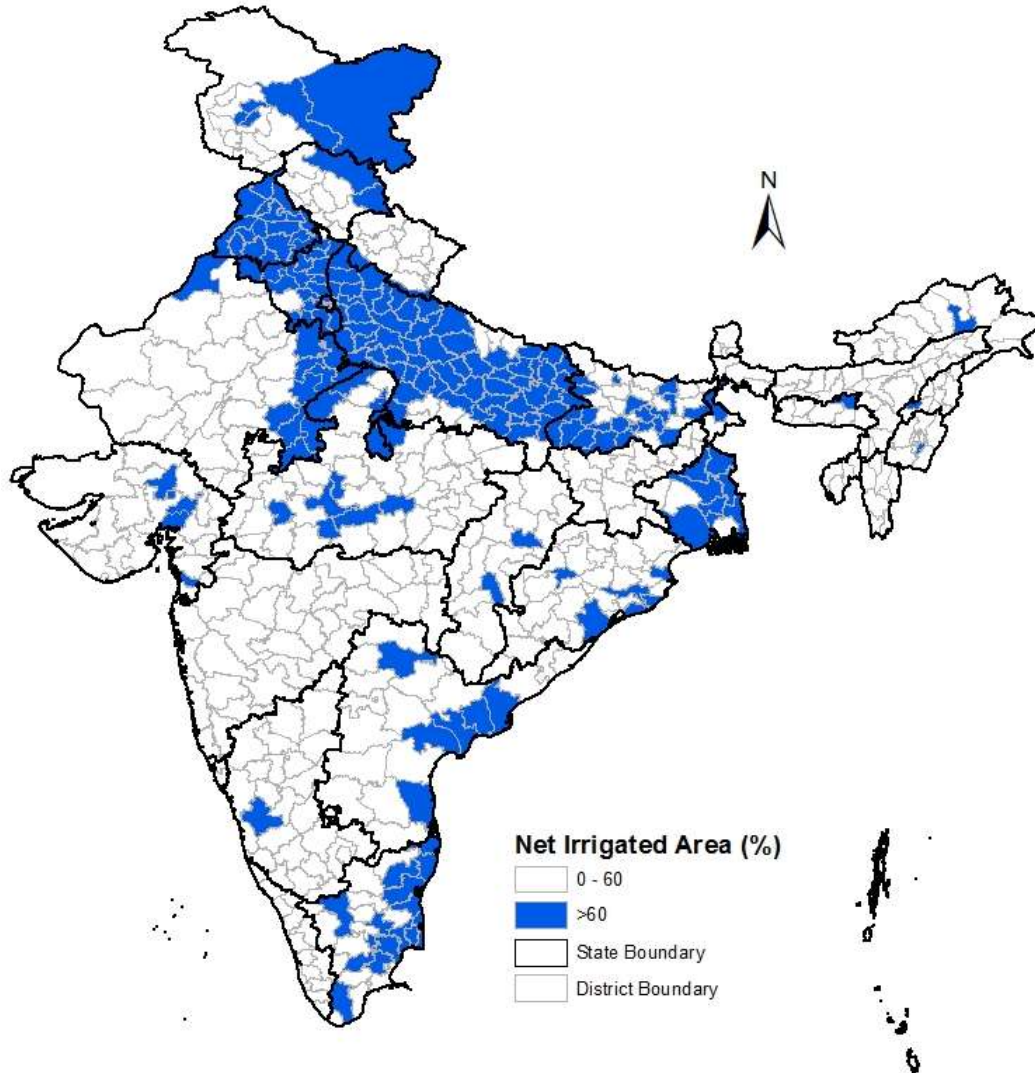 N
Net Irrigated Area (%)
0 - 60
>60
State Boundary
District Boundary